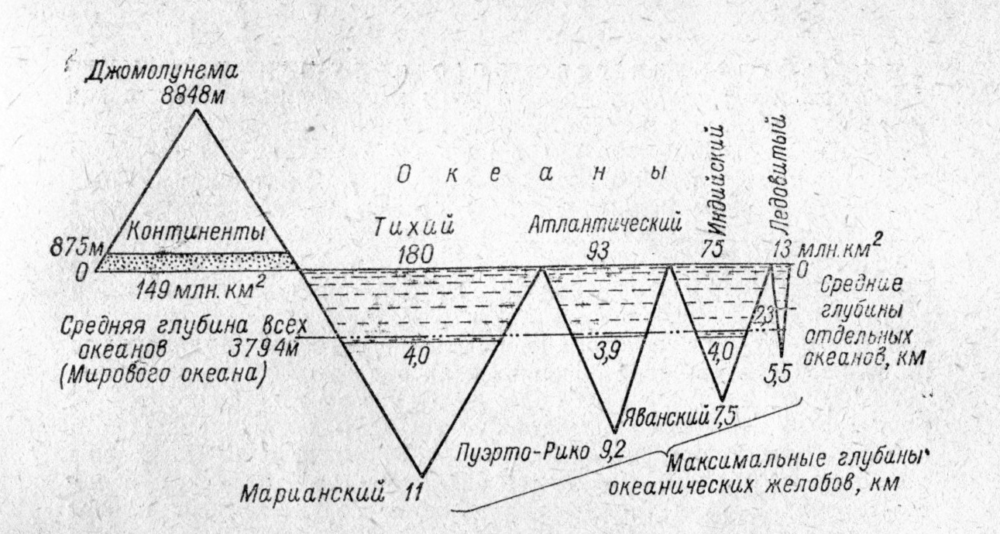 Джомолунгма
8848м
Океаны
Индийский
Ледовитый
Континенты
Тихий
Атлантический
875м
180
93
75
13 млн. км²
0
0
149 млн. км²
Средние
глубины
отдельных
океанов, км
Средняя глубина всех
океанов 3794м
(Мирового океана)
4,0
3,9
4,0
2,3
5,5
Яванский 7,5
Пуэрто-Рико 9,2
Марианский 11
Максимальные глубины
океанических желобов, км